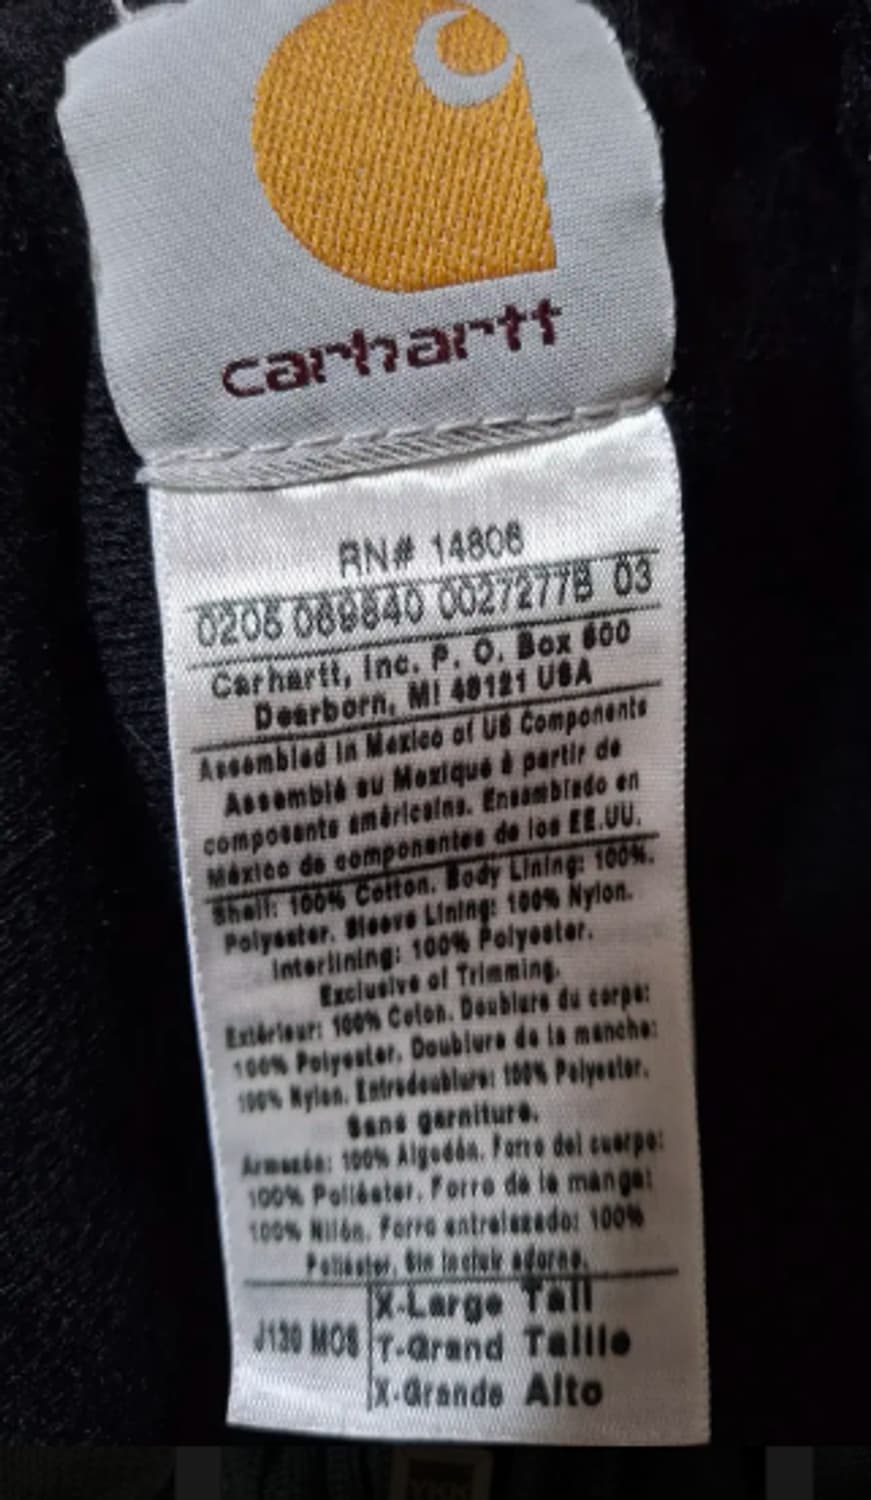 carhartt
RN# 14806
0205 069840 0027277B 03
Carhartt, Inc. P. O. Box 600
Dearborn, MI 48121 USA
Assembled in Mexico of US Components
Assemblé au Mexique à partir de
composants américains. Ensamblado en
México de componentes de los EE.UU.
Shell: 100% Cotton. Body Lining: 100%.
Polyester. Sleeve Lining: 100% Nylon.
Interlining: 100% Polyester.
Exclusive of Trimming.
Extérieur: 100% Coton. Doublure du corps:
100% Polyester. Doublure de la manche:
100% Nylon. Entredoublure: 100% Polyester.
Sans garniture.
Armazón: 100% Algodón. Forro del cuerpo:
100% Poliéster. Forro de la manga:
100% Nilón. Forro entrelazado: 100%
Poliéster. Sin incluir adorno.
X-Large Tall
J130 MOS T-Grand Taille
X-Grande Alto
YKK